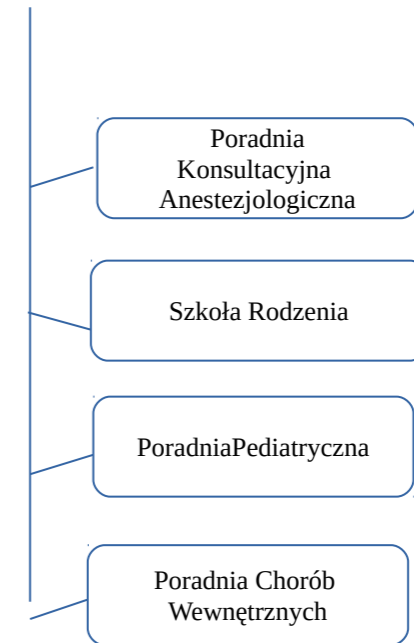 Poradnia
Konsultacyjna
Anestezjologiczna
Szkoła Rodzenia
PoradniaPediatryczna
Poradnia Chorób
Wewnętrznych